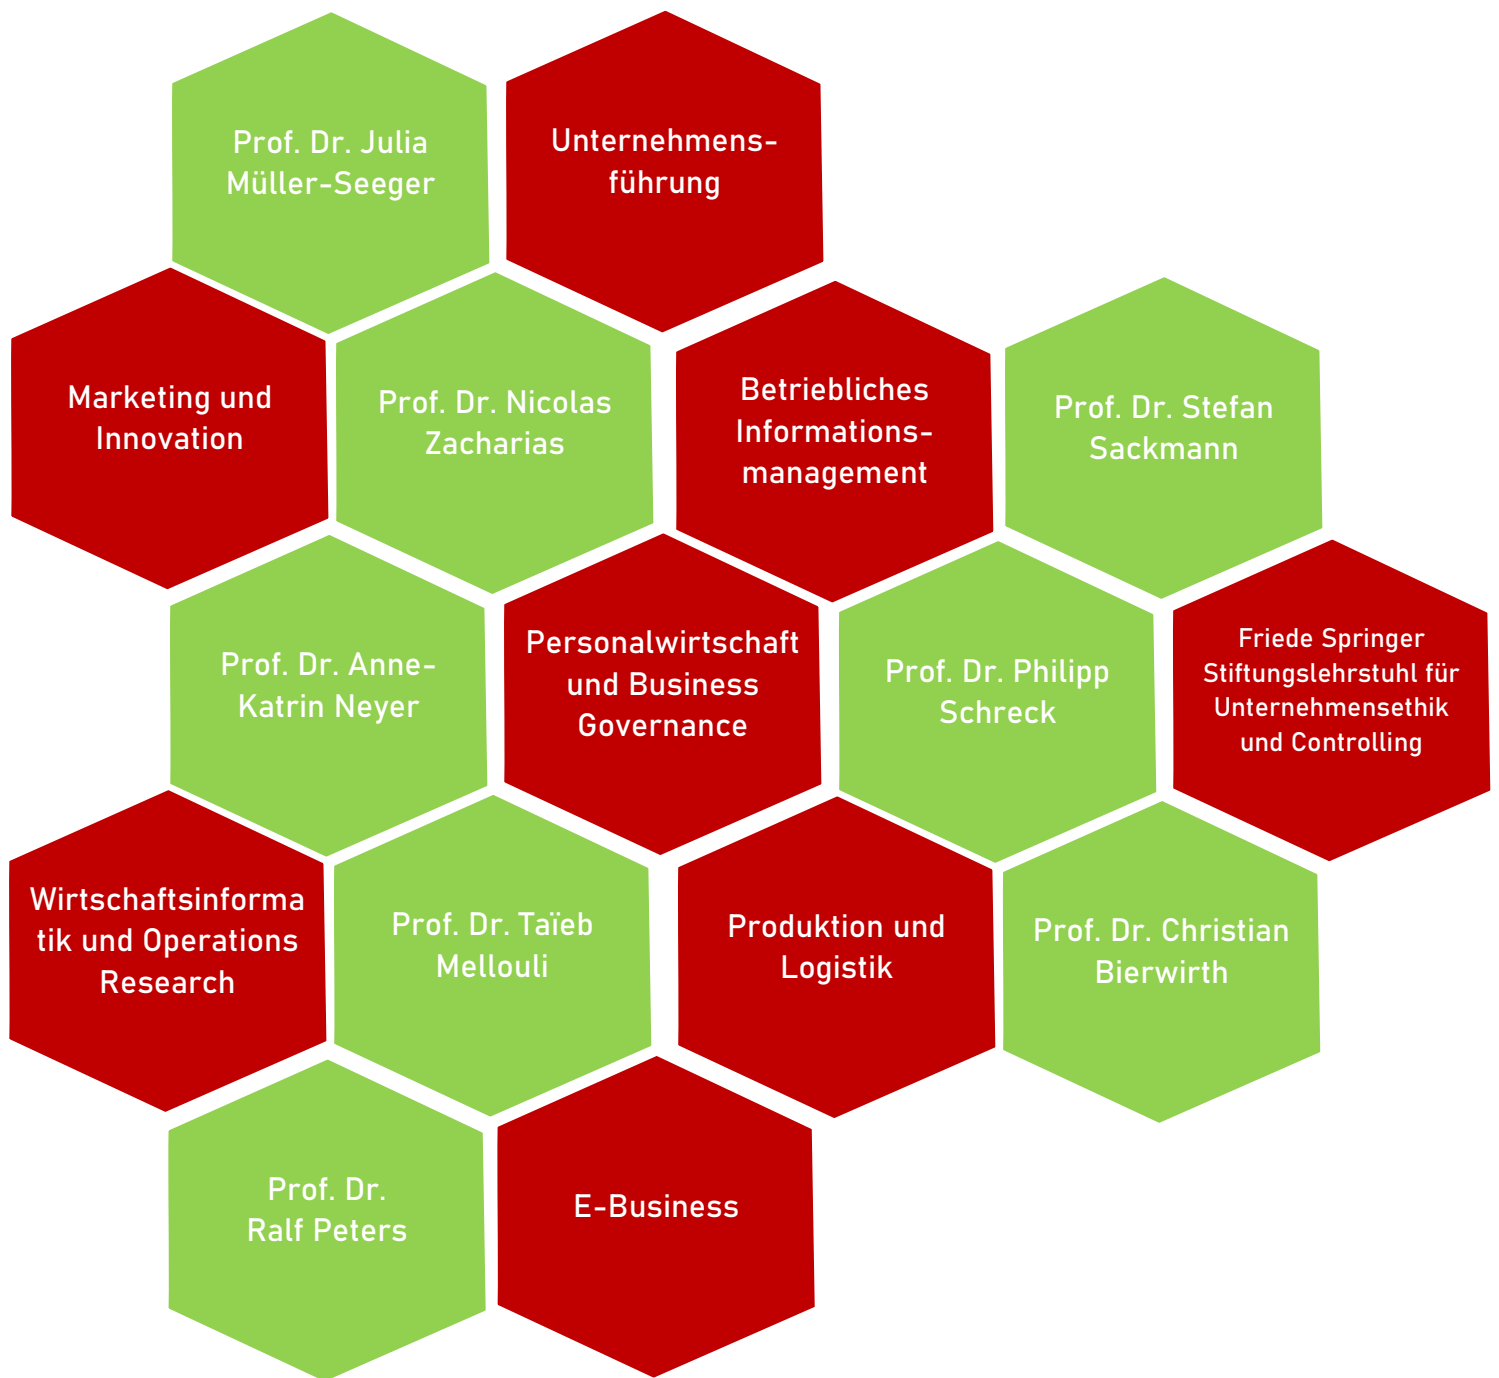 Prof. Dr. Julia
Müller-Seeger
Unternehmens-
führung
Marketing und
Innovation
Prof. Dr. Nicolas
Zacharias
Betriebliches
Informations-
management
Prof. Dr. Stefan
Sackmann
Prof. Dr. Anne-
Katrin Neyer
Personalwirtschaft
und Business
Governance
Prof. Dr. Philipp
Schreck
Friede Springer
Stiftungslehrstuhl für
Unternehmensethik
und Controlling
Wirtschaftsinforma
tik und Operations
Research
Prof. Dr. Taïeb
Mellouli
Produktion und
Logistik
Prof. Dr. Christian
Bierwirth
Prof. Dr.
Ralf Peters
E-Business